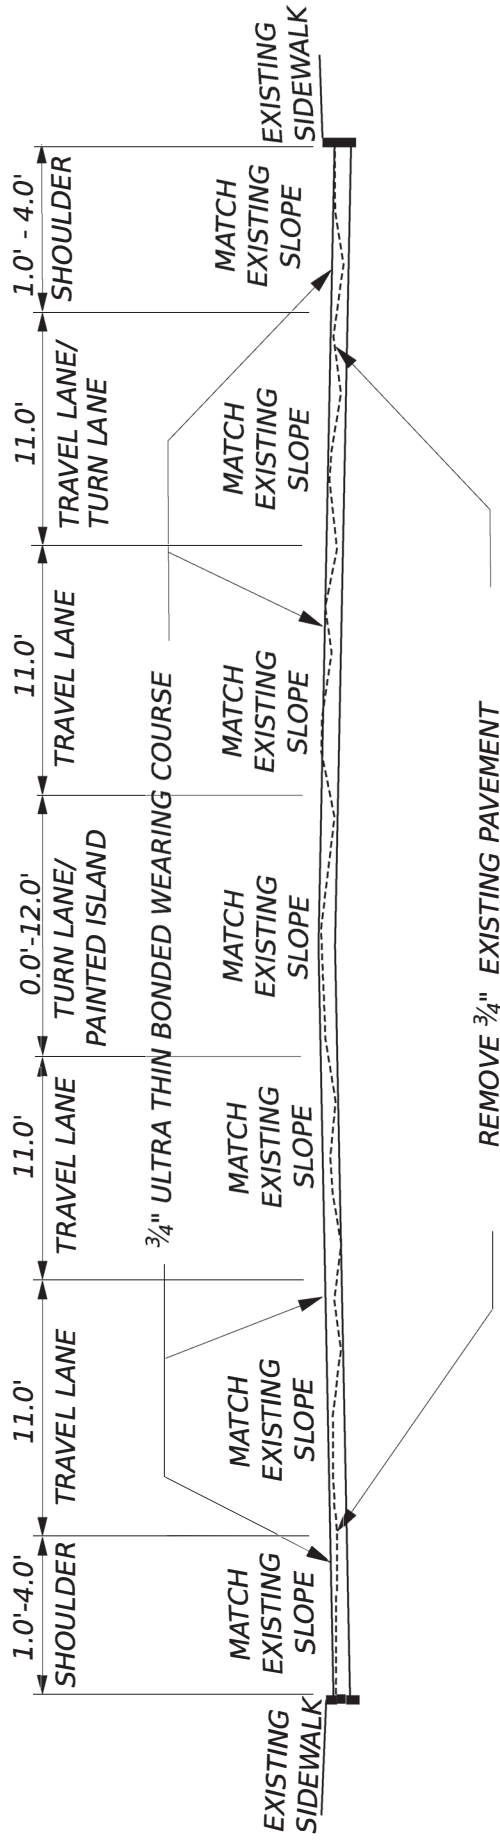 1.0'-4.0'
SHOULDER
11.0'
TRAVEL LANE
11.0'
TRAVEL LANE
0.0'-12.0'
TURN LANE/
PAINTED ISLAND
11.0'
TRAVEL LANE
11.0'
TRAVEL LANE/
TURN LANE
1.0' - 4.0'
SHOULDER
¾" ULTRA THIN BONDED WEARING COURSE
EXISTING
SIDEWALK
MATCH
EXISTING
SLOPE
MATCH
EXISTING
SLOPE
MATCH
EXISTING
SLOPE
MATCH
EXISTING
SLOPE
MATCH
EXISTING
SLOPE
MATCH
EXISTING
SLOPE
MATCH
EXISTING
SLOPE
EXISTING
SIDEWALK
REMOVE ¾" EXISTING PAVEMENT